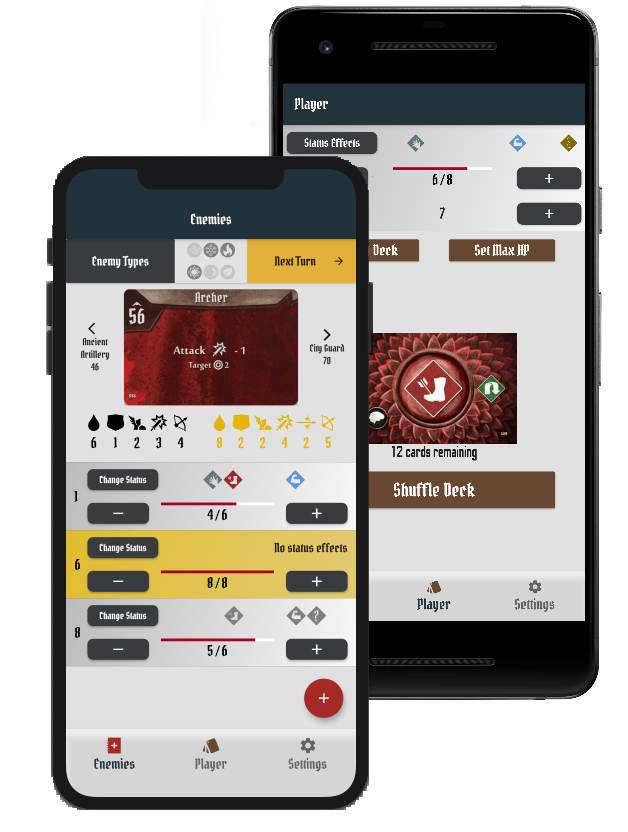 Player
Status Effects
6/8
+
7
+
Deck
Set Max HP
12 cards remaining
Shuffle Deck
Player
Settings
Enemies
Enemy Types
Next Turn →
Archer
56
Attack - 1
Target 2
Ancient
Artillery
46
City Guard
70
6 1 2 3 4
8 2 2 4 2 5
1
Change Status
−
4/6
+
6
Change Status
No status effects
−
8/8
+
8
Change Status
?
−
5/6
+
+
Enemies
Player
Settings